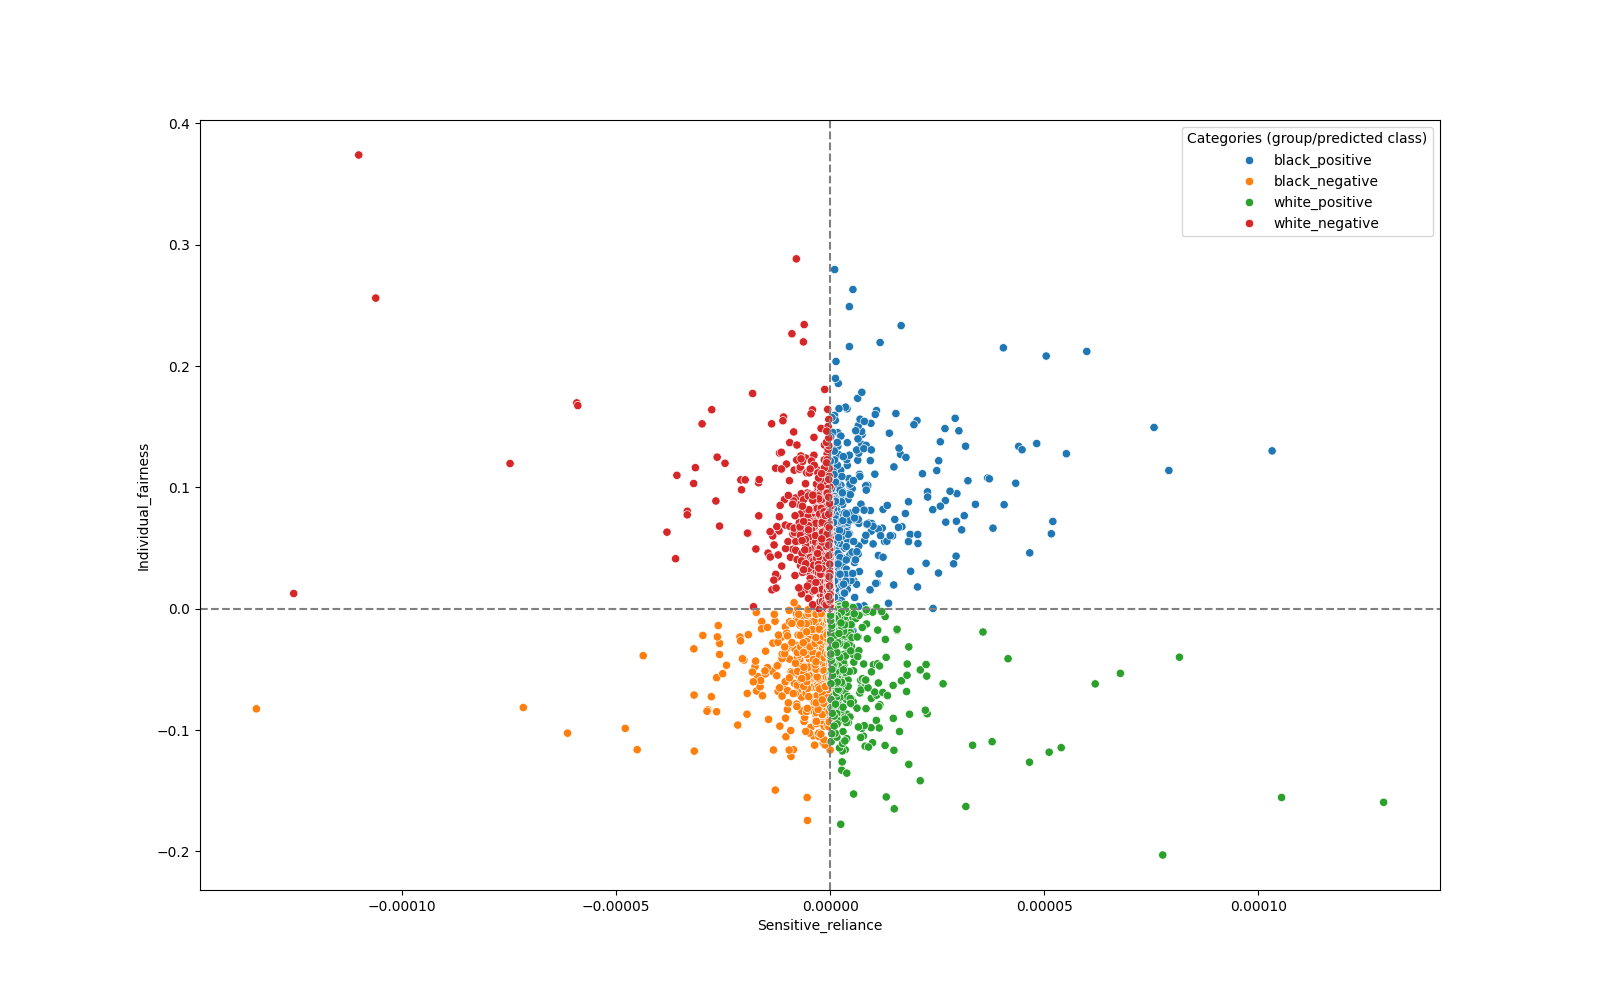 Categories (group/predicted class)
black_positive
black_negative
white_positive
white_negative
Individual_fairness
0.4
0.3
0.2
0.1
0.0
−0.1
−0.2
−0.00010
−0.00005
0.00000
0.00005
0.00010
Sensitive_reliance